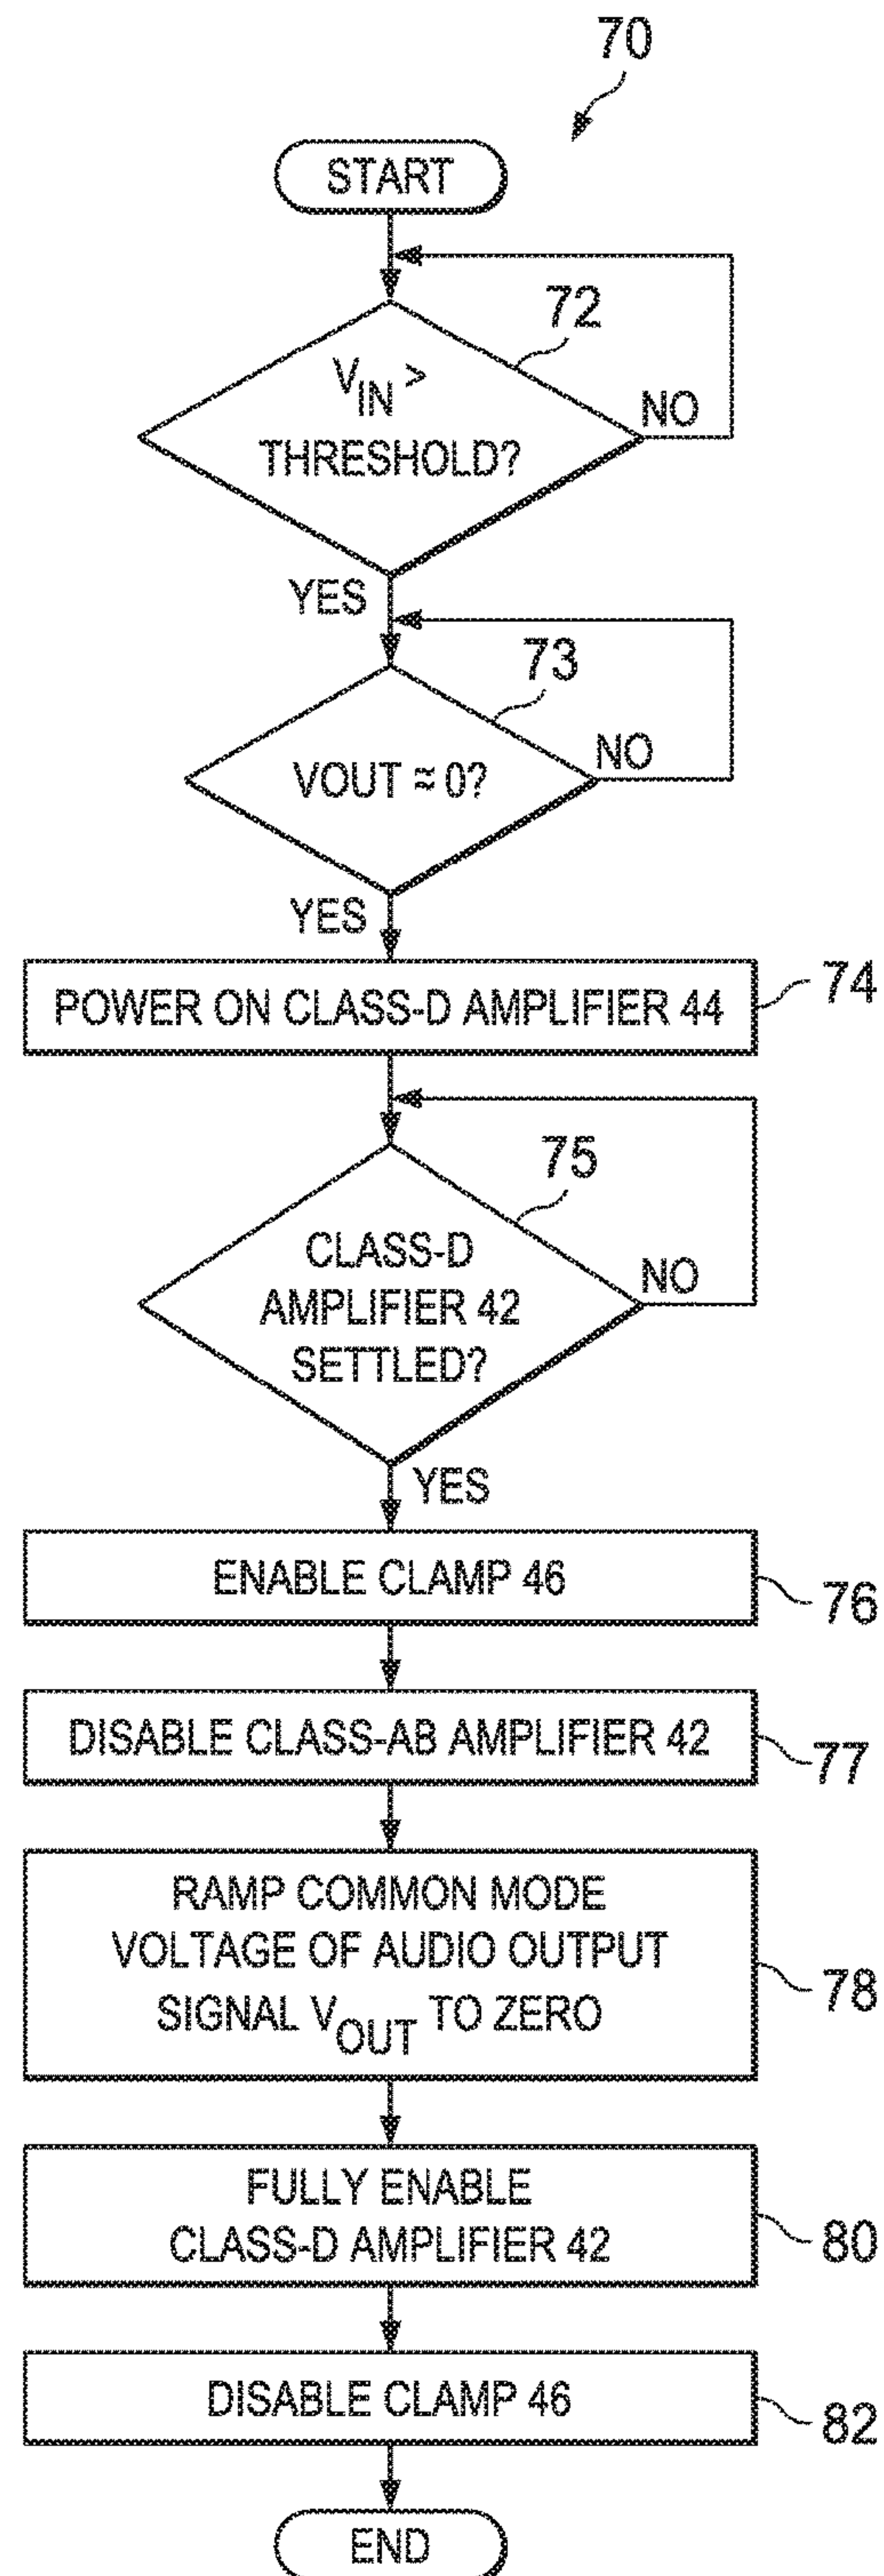 70
START
72
V_IN >
THRESHOLD?
NO
YES
73
VOUT ≈ 0?
NO
YES
POWER ON CLASS-D AMPLIFIER 44
74
75
CLASS-D
AMPLIFIER 42
SETTLED?
NO
YES
ENABLE CLAMP 46
76
DISABLE CLASS-AB AMPLIFIER 42
77
RAMP COMMON MODE
VOLTAGE OF AUDIO OUTPUT
SIGNAL V_OUT TO ZERO
78
FULLY ENABLE
CLASS-D AMPLIFIER 42
80
DISABLE CLAMP 46
82
END